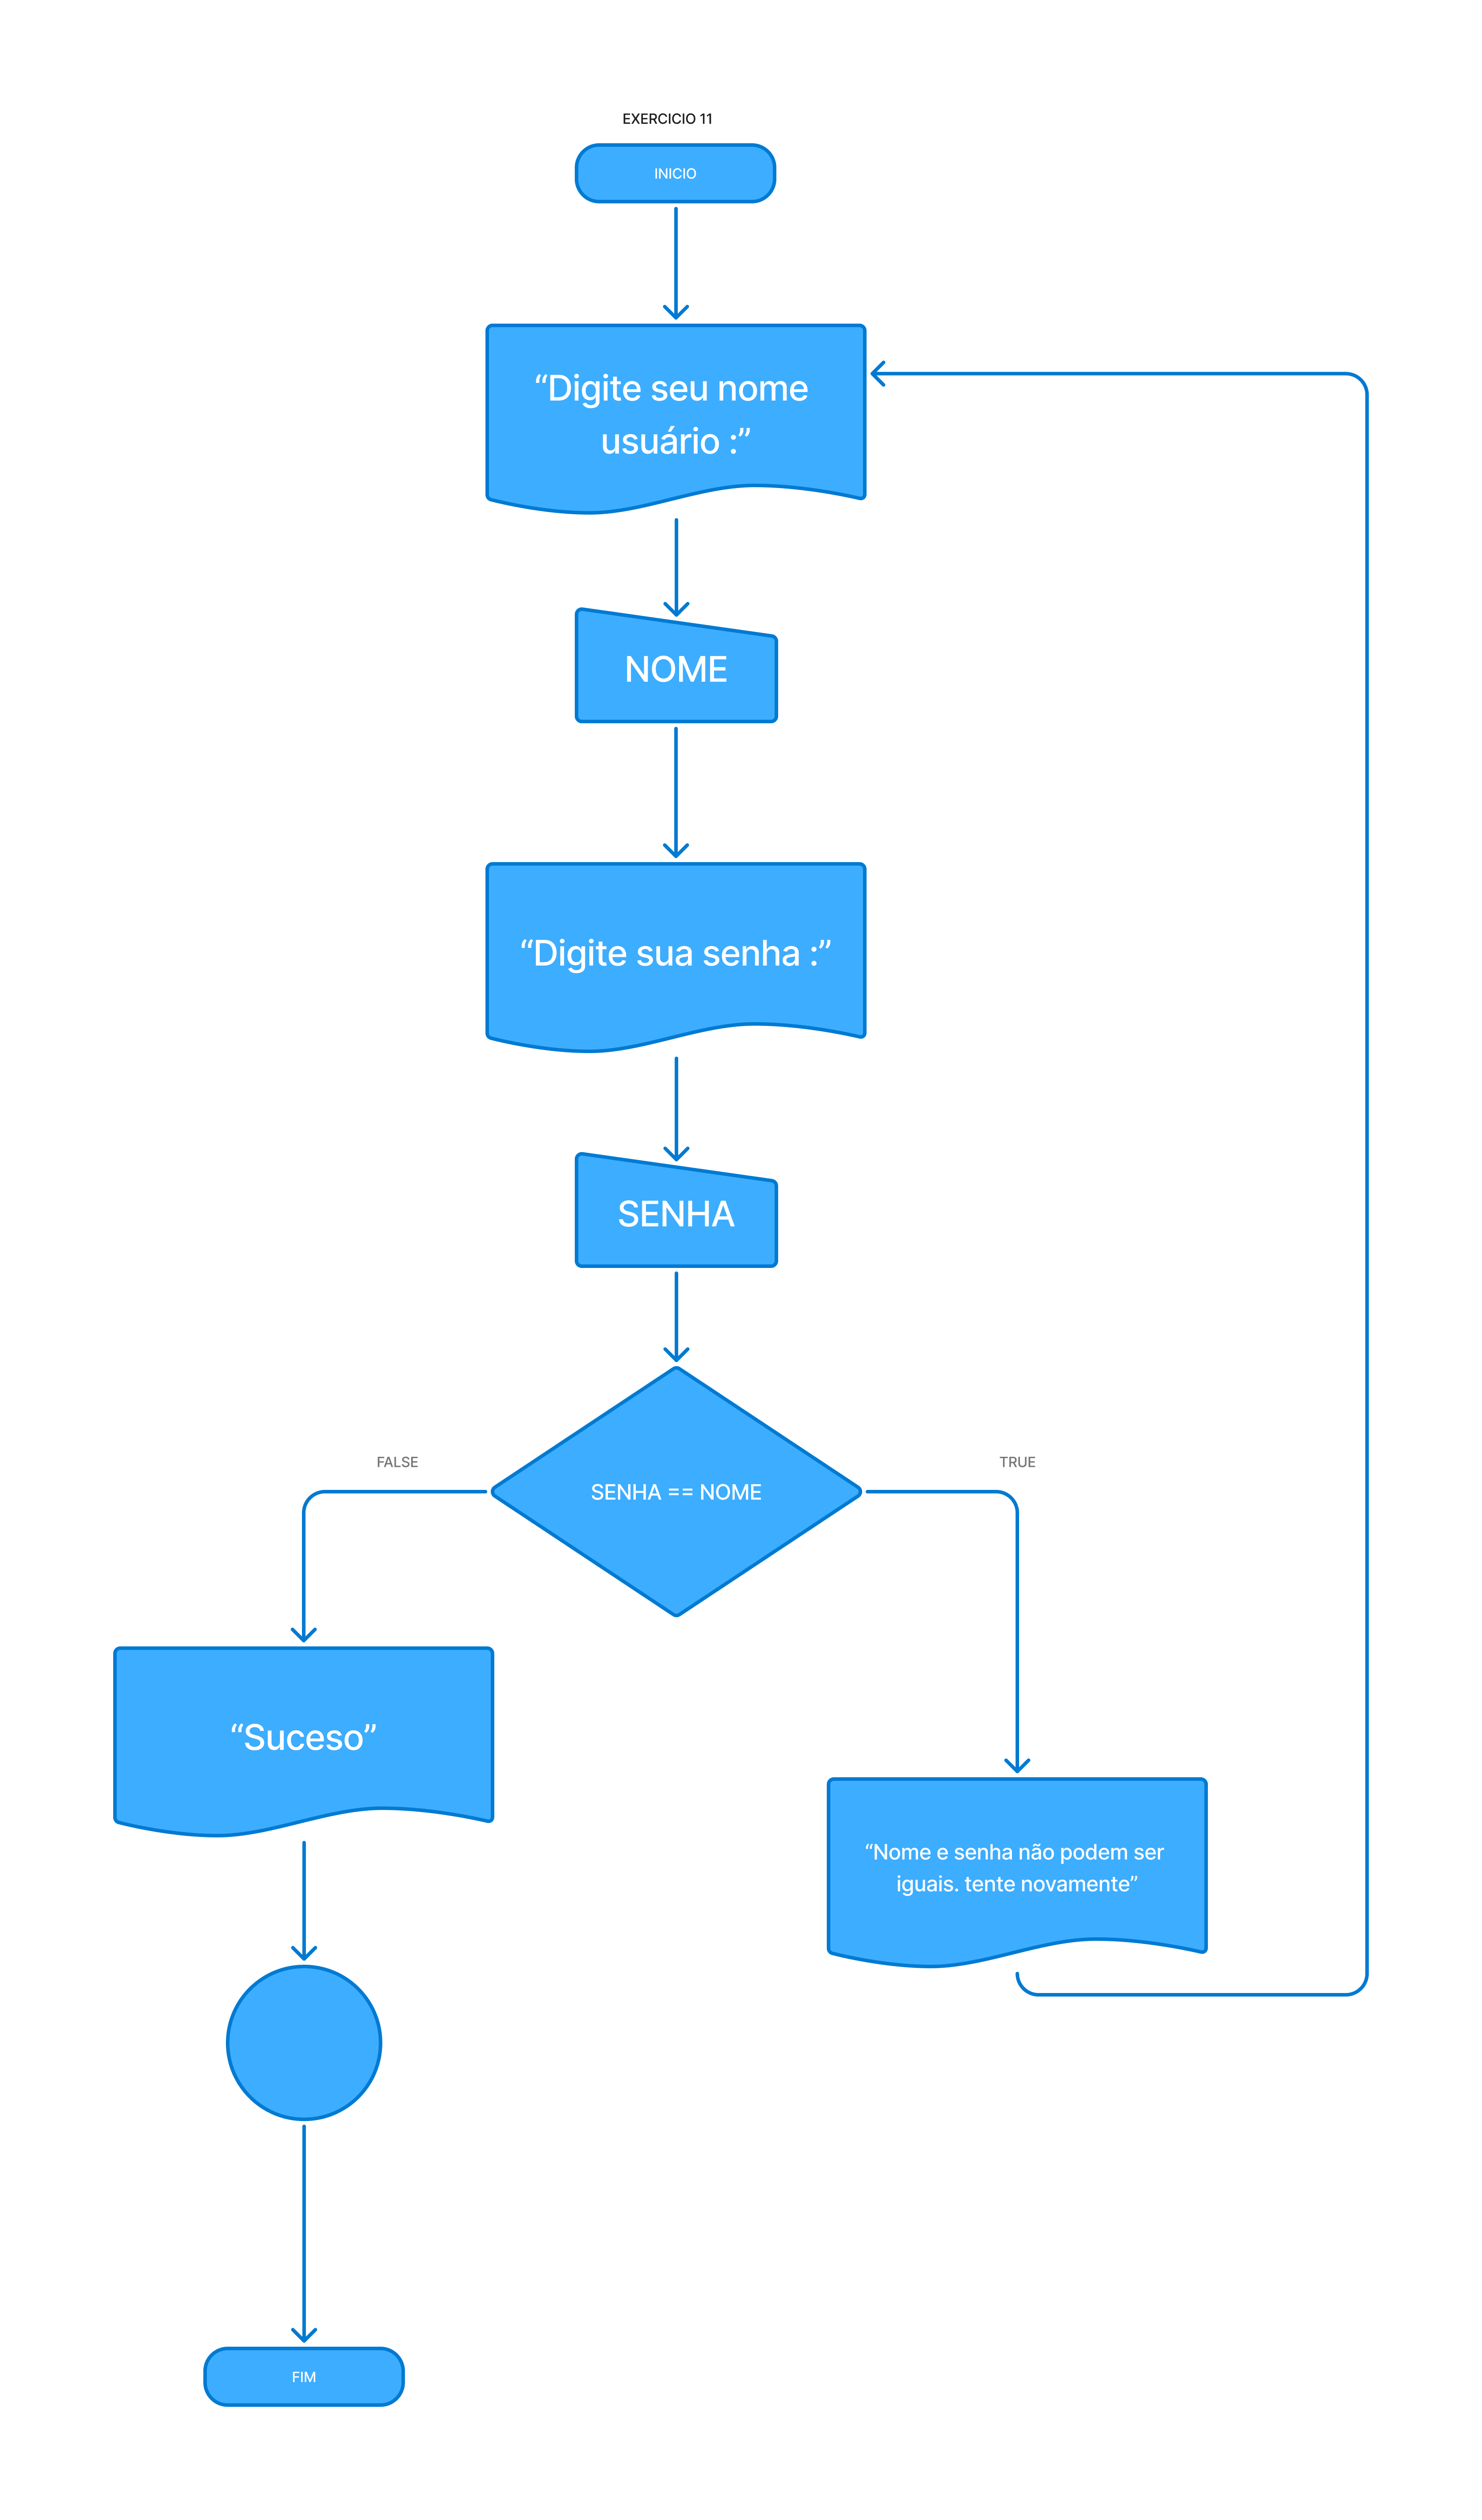 EXERCICIO 11
INICIO
“Digite seu nome
usuário :”
NOME
“Digite sua senha :”
SENHA
FALSE
TRUE
SENHA == NOME
“Suceso”
“Nome e senha não podem ser
iguais. tente novamente”
FIM